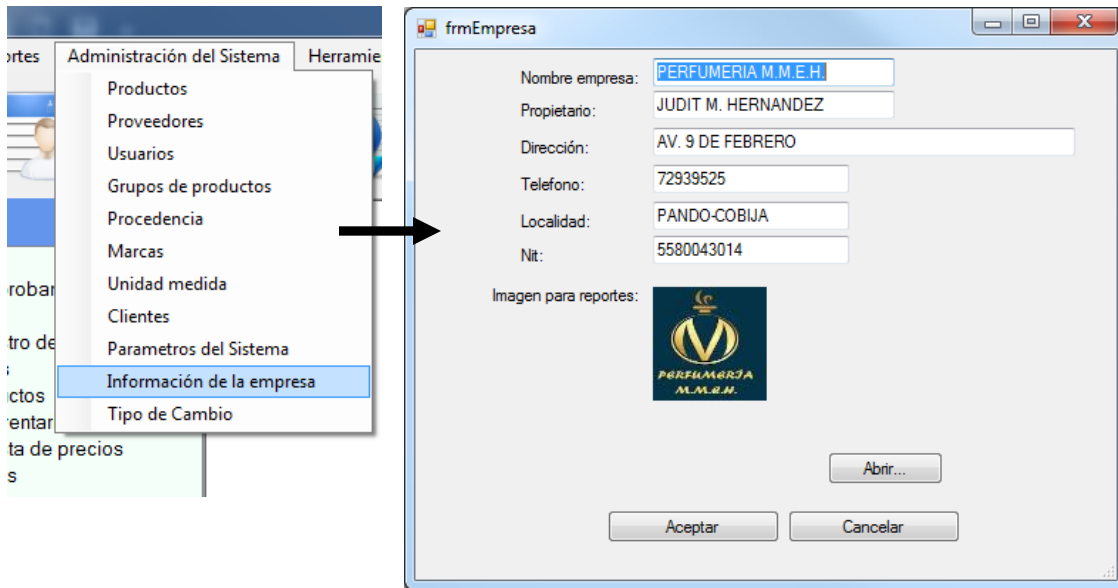 ortes Administración del Sistema Herramie
Productos
Proveedores
Usuarios
Grupos de productos
Procedencia
Marcas
Unidad medida
Clientes
Parametros del Sistema
Información de la empresa
Tipo de Cambio
robar
tro de
s
ictos
entar
ta de precios
s
frmEmpresa
Nombre empresa: PERFUMERIA M.M.E.H.
Propietario: JUDIT M. HERNANDEZ
Dirección: AV. 9 DE FEBRERO
Telefono: 72939525
Localidad: PANDO-COBIJA
Nit: 5580043014
Imagen para reportes:
PERFUMERIA
M.M.E.H.
Abrir...
Aceptar Cancelar